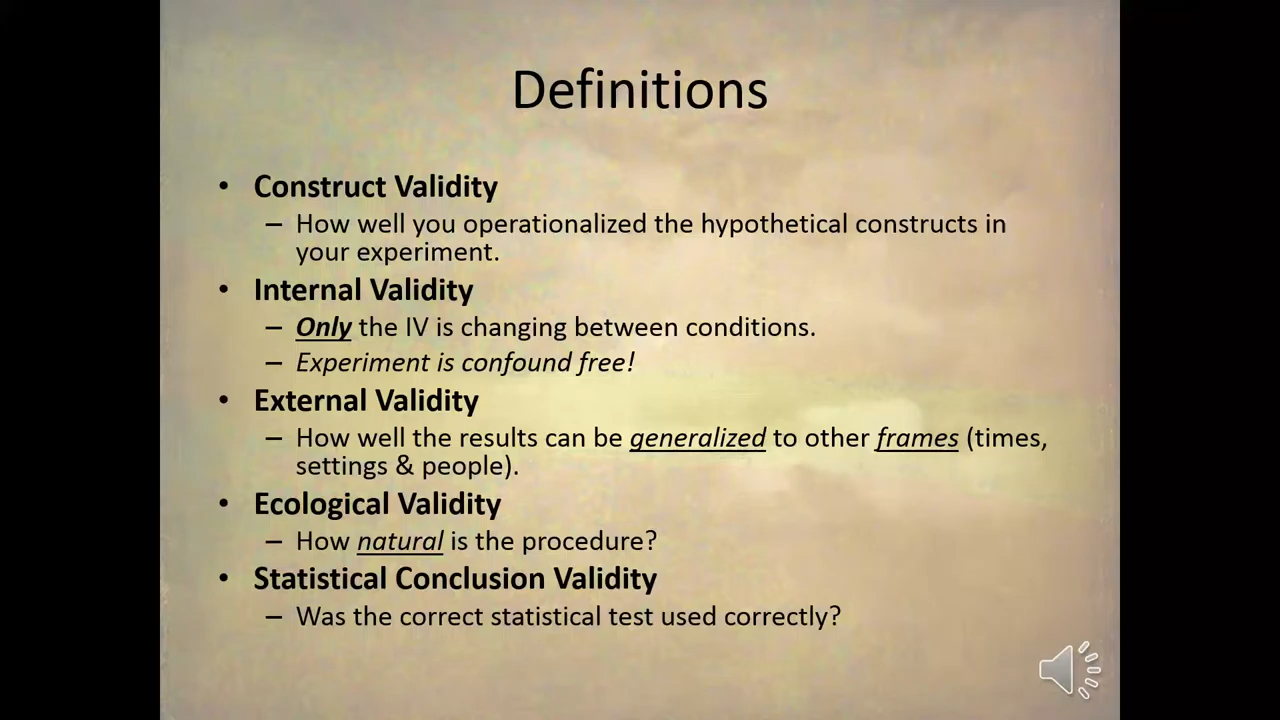 Definitions
• Construct Validity
– How well you operationalized the hypothetical constructs in
your experiment.
• Internal Validity
– Only the IV is changing between conditions.
– Experiment is confound free!
• External Validity
– How well the results can be generalized to other frames (times,
settings & people).
• Ecological Validity
– How natural is the procedure?
• Statistical Conclusion Validity
– Was the correct statistical test used correctly?